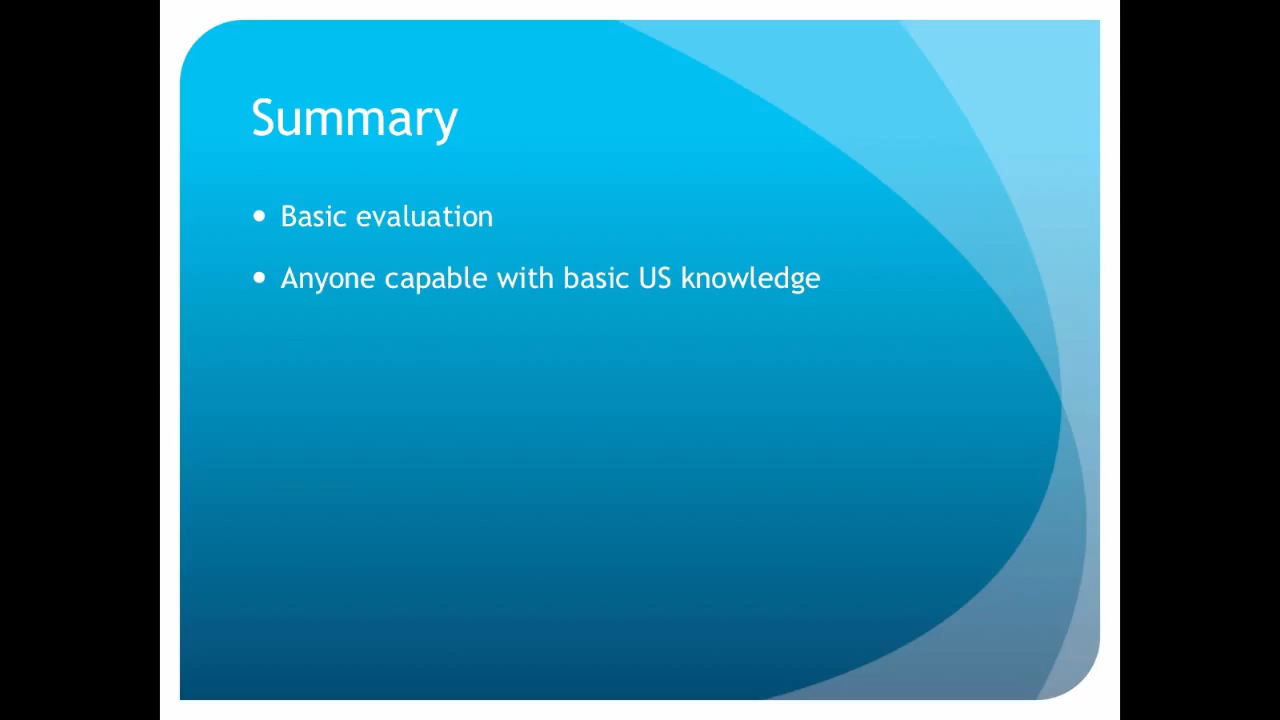 Summary
• Basic evaluation
• Anyone capable with basic US knowledge